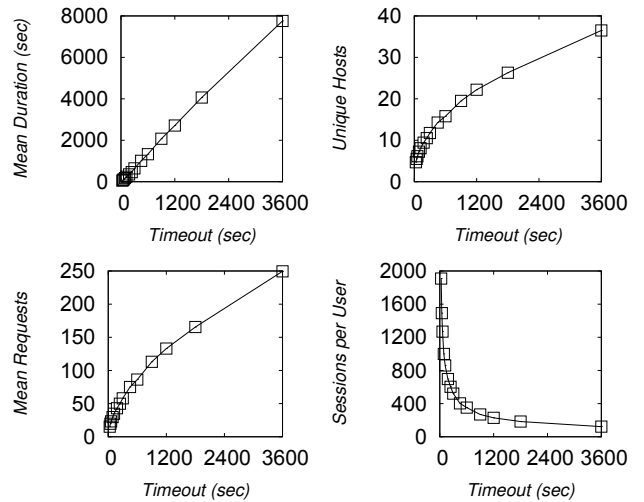 Mean Duration (sec)
8000
6000
4000
2000
0
0 1200 2400 3600
Timeout (sec)
Unique Hosts
40
30
20
10
0
0 1200 2400 3600
Timeout (sec)
Mean Requests
250
200
150
100
50
0
0 1200 2400 3600
Timeout (sec)
Sessions per User
2000
1600
1200
800
400
0
0 1200 2400 3600
Timeout (sec)